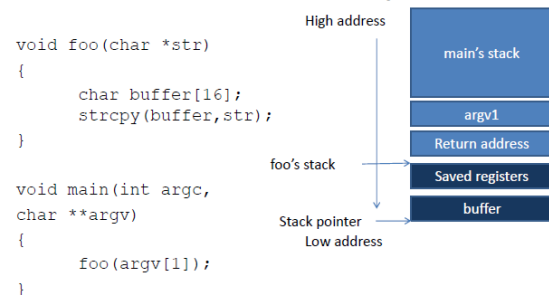 void foo(char *str)
{
char buffer[16];
strcpy(buffer,str);
}
void main(int argc,
char **argv)
{
foo(argv[1]);
}
High address
main's stack
argv1
Return address
foo's stack
Saved registers
buffer
Stack pointer
Low address